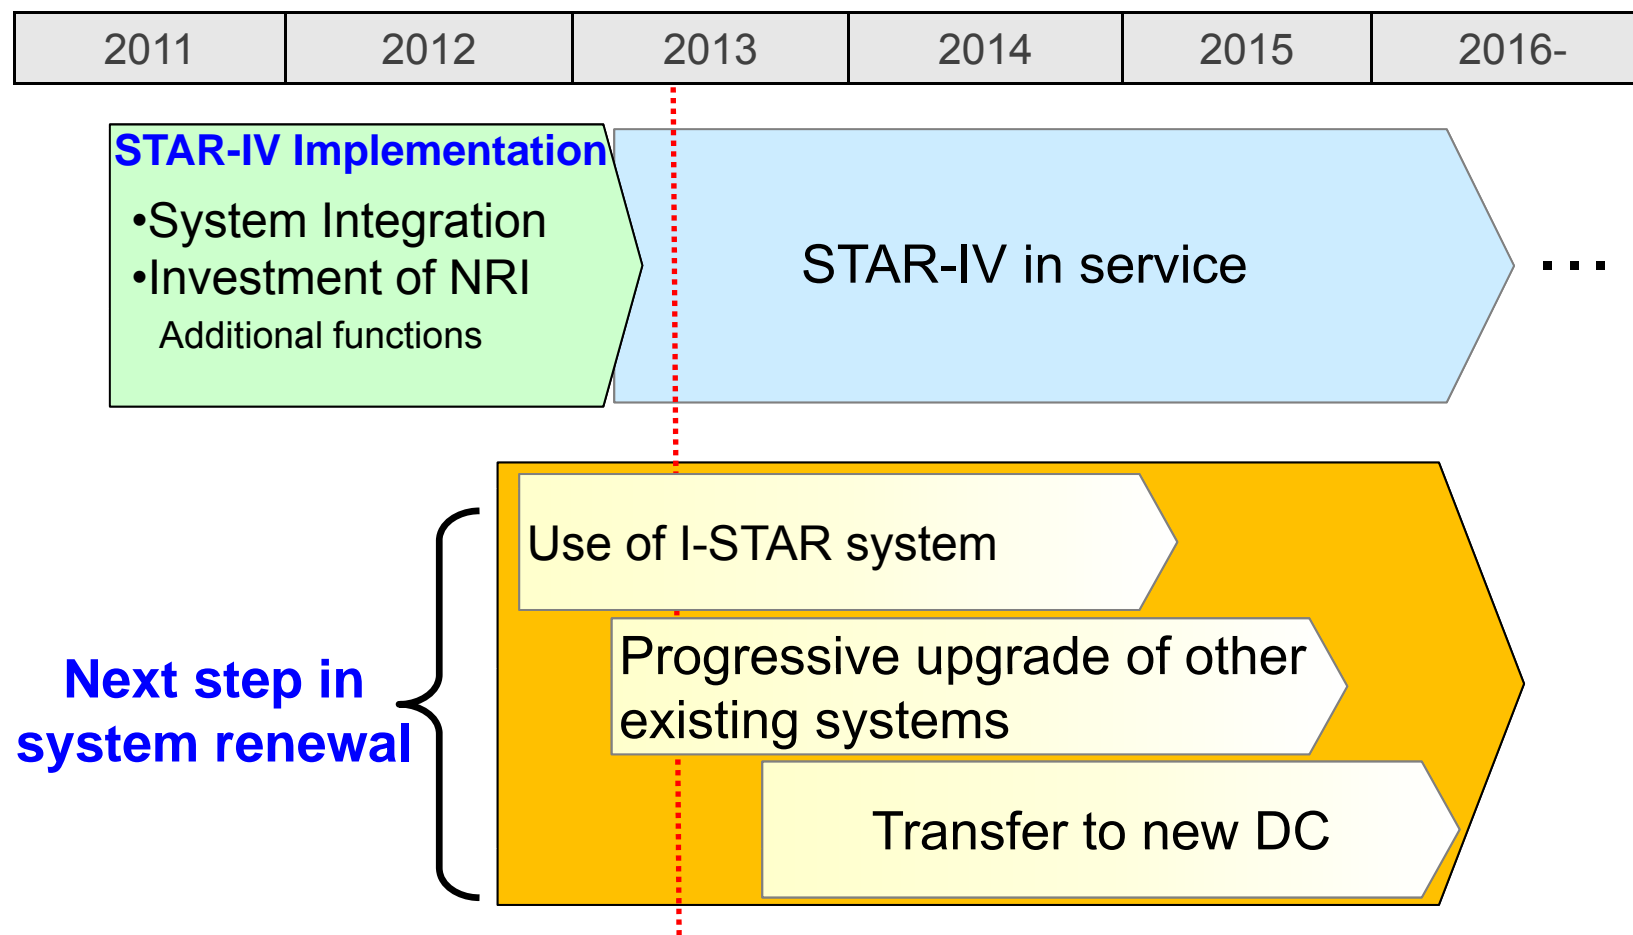 2011 2012 2013 2014 2015 2016-
STAR-IV Implementation
•System Integration
•Investment of NRI
Additional functions
STAR-IV in service
...
Use of I-STAR system
Progressive upgrade of other
existing systems
Transfer to new DC
Next step in
system renewal